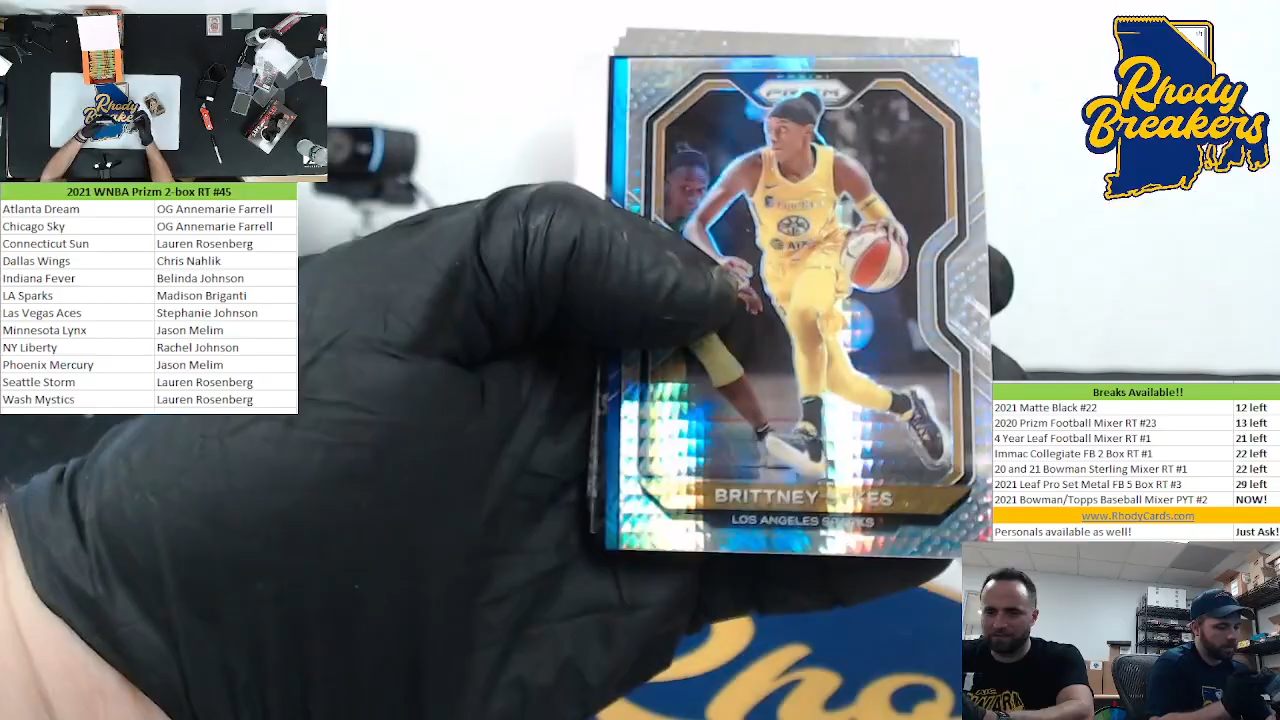 2021 WNBA Prizm 2-box RT #45
Atlanta Dream OG Annemarie Farrell
Chicago Sky OG Annemarie Farrell
Connecticut Sun Lauren Rosenberg
Dallas Wings Chris Nahlik
Indiana Fever Belinda Johnson
LA Sparks Madison Briganti
Las Vegas Aces Stephanie Johnson
Minnesota Lynx Jason Melim
NY Liberty Rachel Johnson
Phoenix Mercury Jason Melim
Seattle Storm Lauren Rosenberg
Wash Mystics Lauren Rosenberg
PRIZM
BRITTNEY
LOS ANGELES
Rhody
Breakers
Breaks Available!!
2021 Matte Black #22 12 left
2020 Prizm Football Mixer RT #23 13 left
4 Year Leaf Football Mixer RT #1 21 left
Immac Collegiate FB 2 Box RT #1 22 left
20 and 21 Bowman Sterling Mixer RT #1 22 left
2021 Leaf Pro Set Metal FB 5 Box RT #3 29 left
2021 Bowman/Topps Baseball Mixer PYT #2 NOW!
www.RhodyCards.com
Personals available as well! Just Ask!
Rho